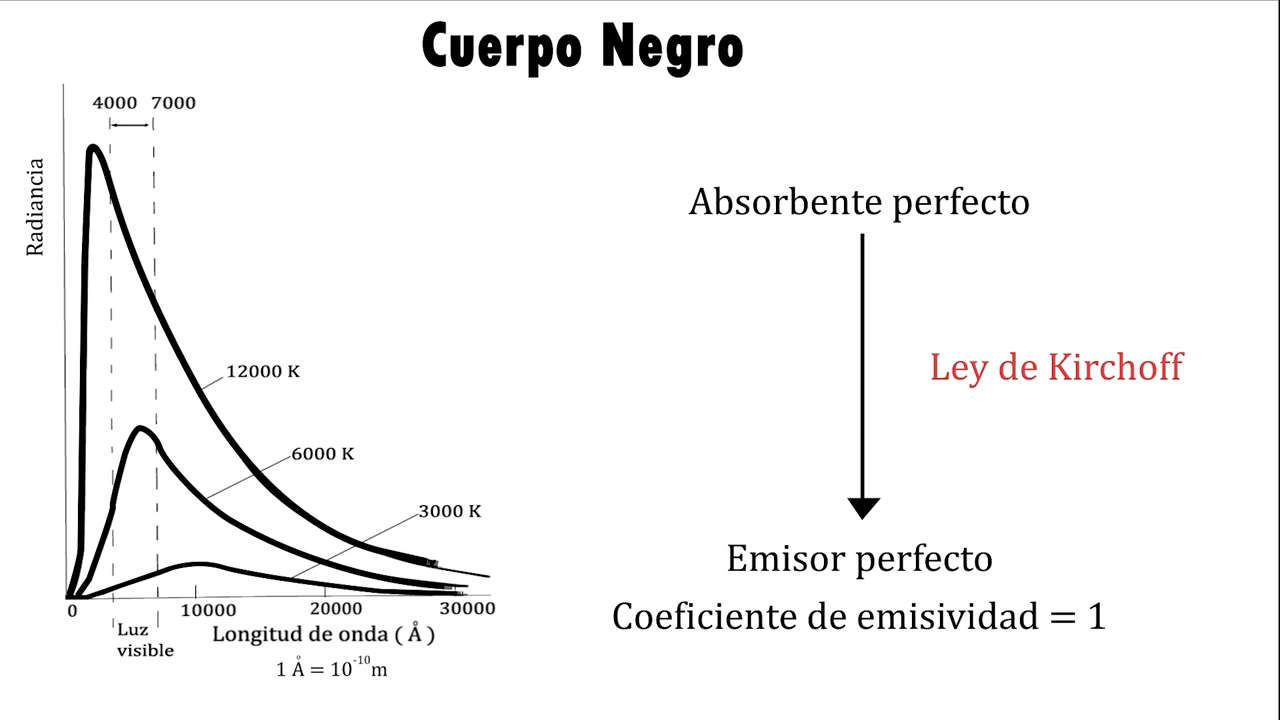 Cuerpo Negro
4000 7000
Radiancia
12000 K
6000 K
3000 K
0 10000 20000 30000
Luz
visible
Longitud de onda ( Å )
1 Å = 10⁻¹⁰m
Absorbente perfecto
Ley de Kirchoff
Emisor perfecto
Coeficiente de emisividad = 1